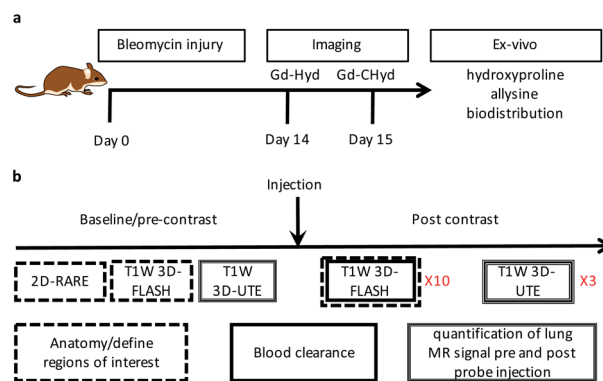 a
Bleomycin injury
Imaging
Ex-vivo
Gd-Hyd
Gd-CHyd
hydroxyproline
allysine
biodistribution
Day 0
Day 14
Day 15
b
Injection
Baseline/pre-contrast
Post contrast
2D-RARE
T1W 3D-
FLASH
T1W
3D-UTE
T1W 3D-
FLASH
X10
T1W 3D-
UTE
X3
Anatomy/define
regions of interest
Blood clearance
quantification of lung
MR signal pre and post
probe injection